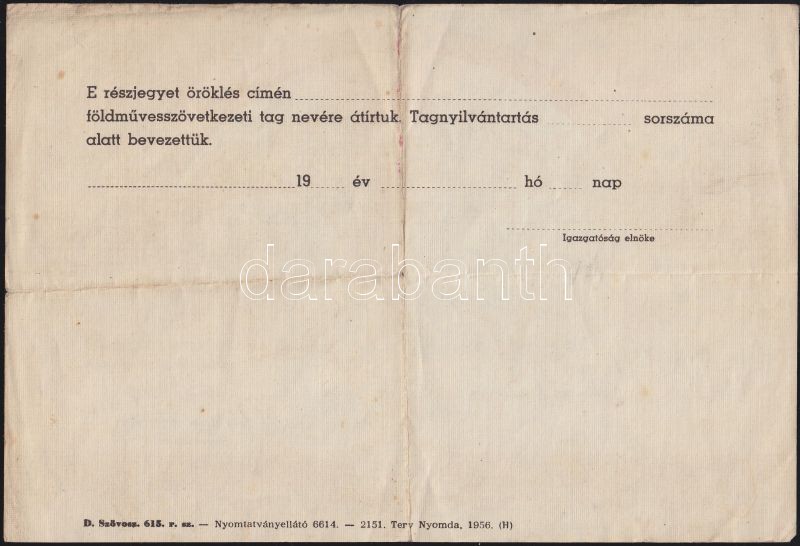 E részjegyet öröklés címén
földművesszövetkezeti tag nevére átírtuk. Tagnyilvántartás sorszáma
alatt bevezettük.
19 év hó nap
Igazgatóság elnöke
darabanth
D. Szövosz. 615. r. sz. — Nyomtatványellátó 6614. — 2151. Terv Nyomda, 1956. (H)